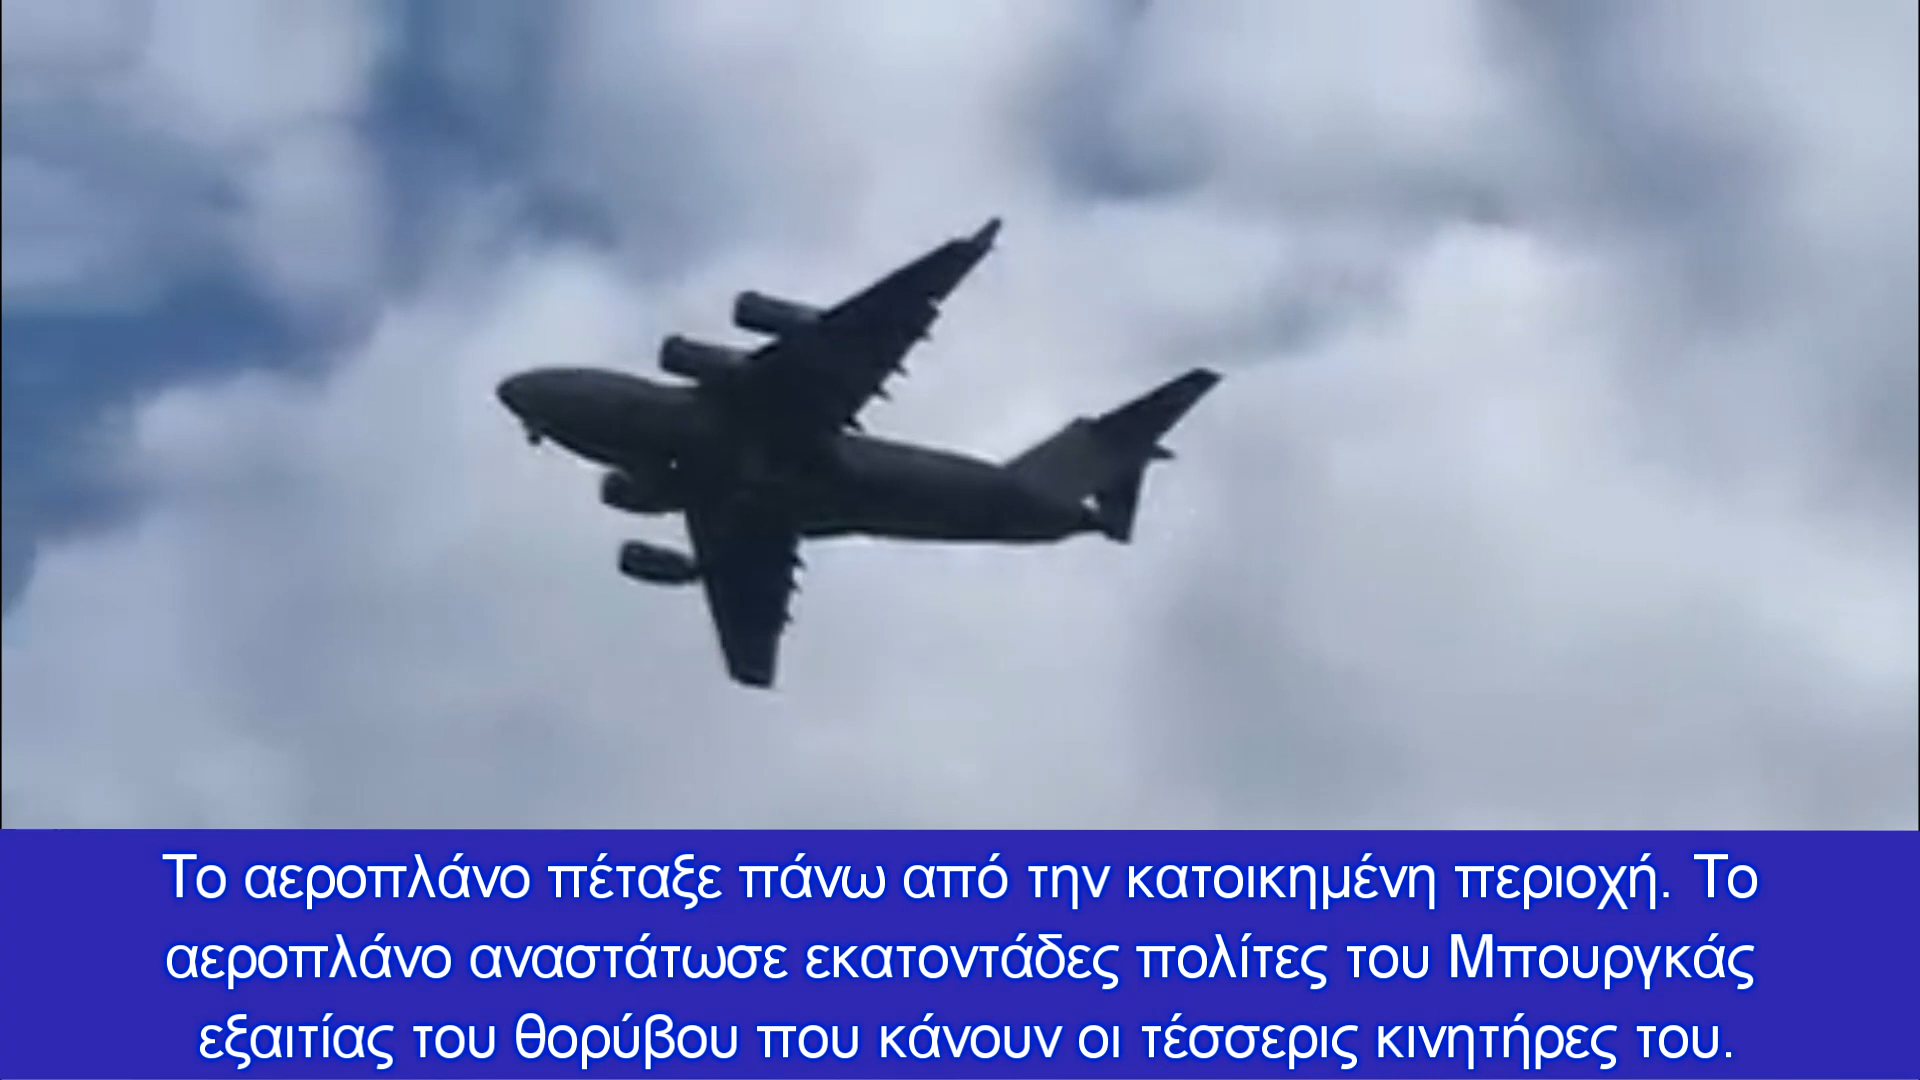 Το αεροπλάνο πέταξε πάνω από την κατοικημένη περιοχή. Το
αεροπλάνο αναστάτωσε εκατοντάδες πολίτες του Μπουργκάς
εξαιτίας του θορύβου που κάνουν οι τέσσερις κινητήρες του.